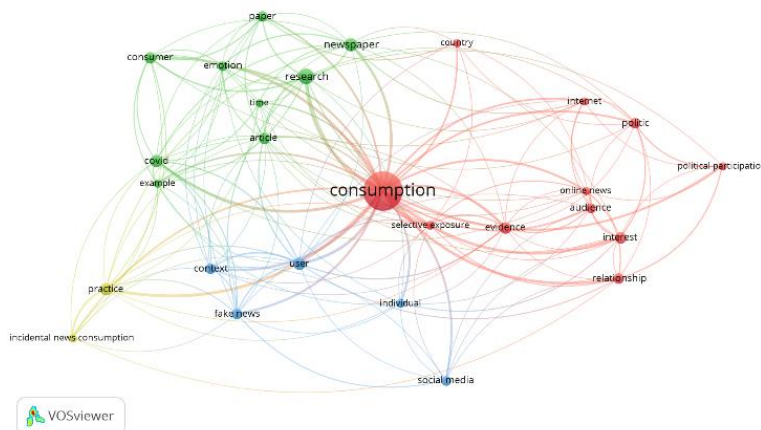 paper
newspaper
country
consumer
emotion
research
time
internet
article
politic
covid
political participatio
example
consumption
online news
audience
selective exposure
evidence
interest
context
user
relationship
practice
individual
fake news
incidental news consumption
social media
VOSviewer